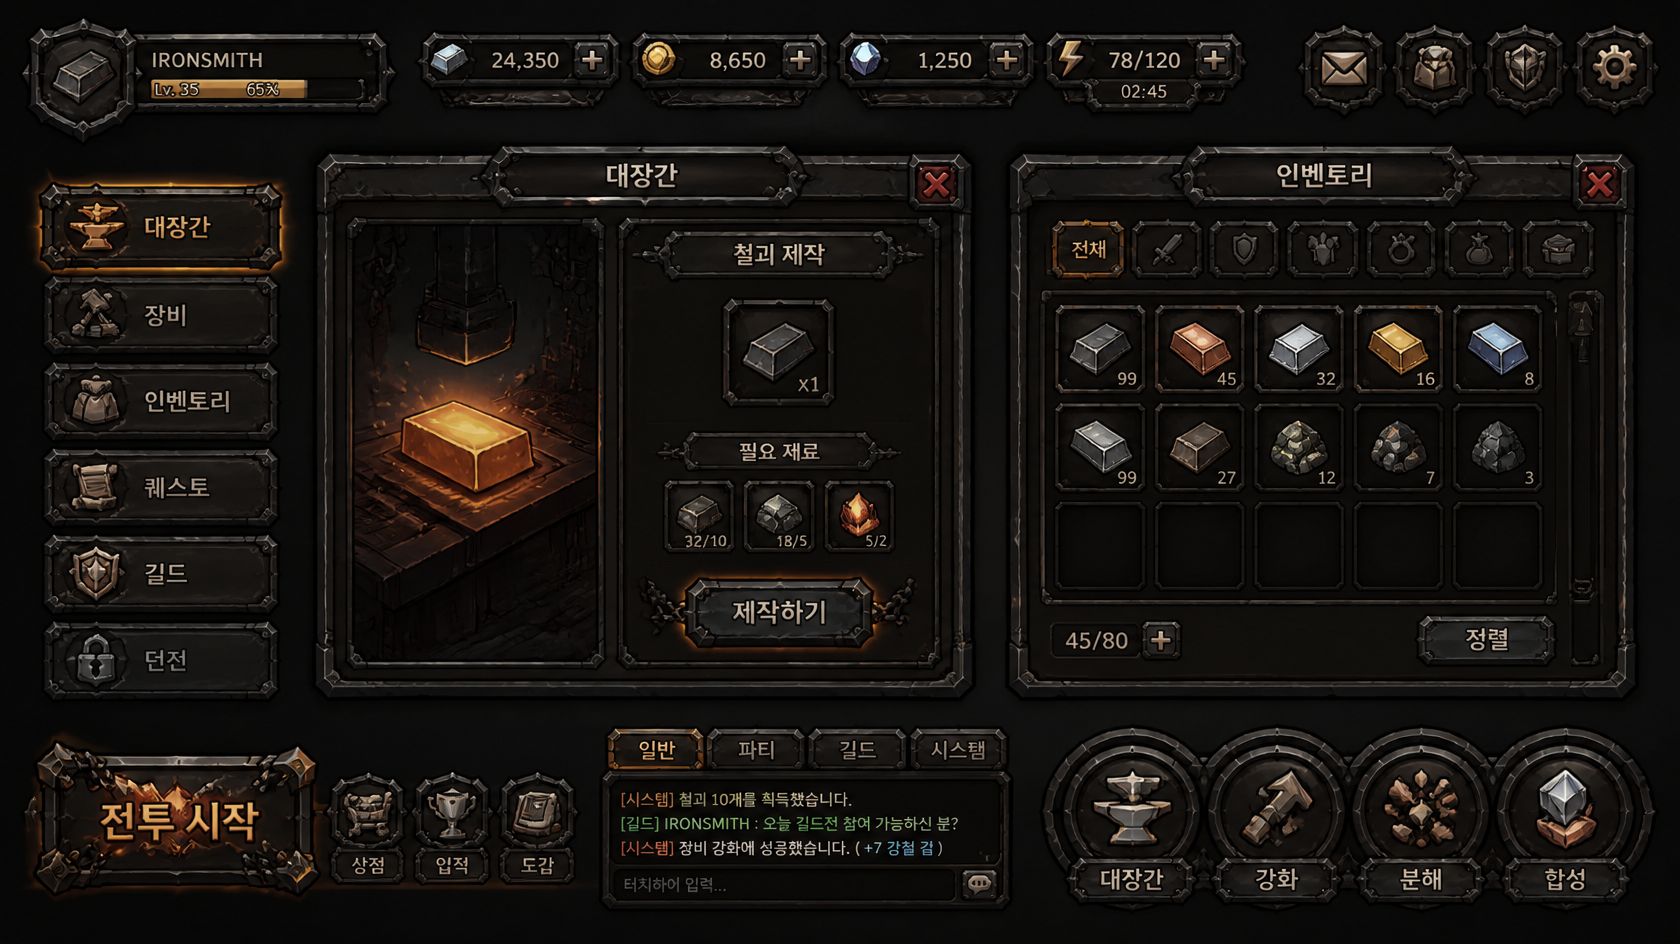 IRONSMITH
Lv. 35 65%
24,350
8,650
1,250
78/120
02:45
대장간
장비
인벤토리
퀘스토
길드
던전
대장간
철괴 제작
x1
필요 재료
32/10 18/5 5/2
제작하기
인벤토리
전채
99 45 32 16 8
99 27 12 7 3
45/80
정렬
전투 시작
상점 입적 도감
일반 파티 길드 시스탬
[시스템] 철괴 10개를 획득했습니다.
[길드] IRONSMITH : 오늘 길드전 참여 가능하신 분?
[시스템] 장비 강화에 성공했습니다. ( +7 강철 갑 )
터치하여 입력...
대장간 강화 분해 합성